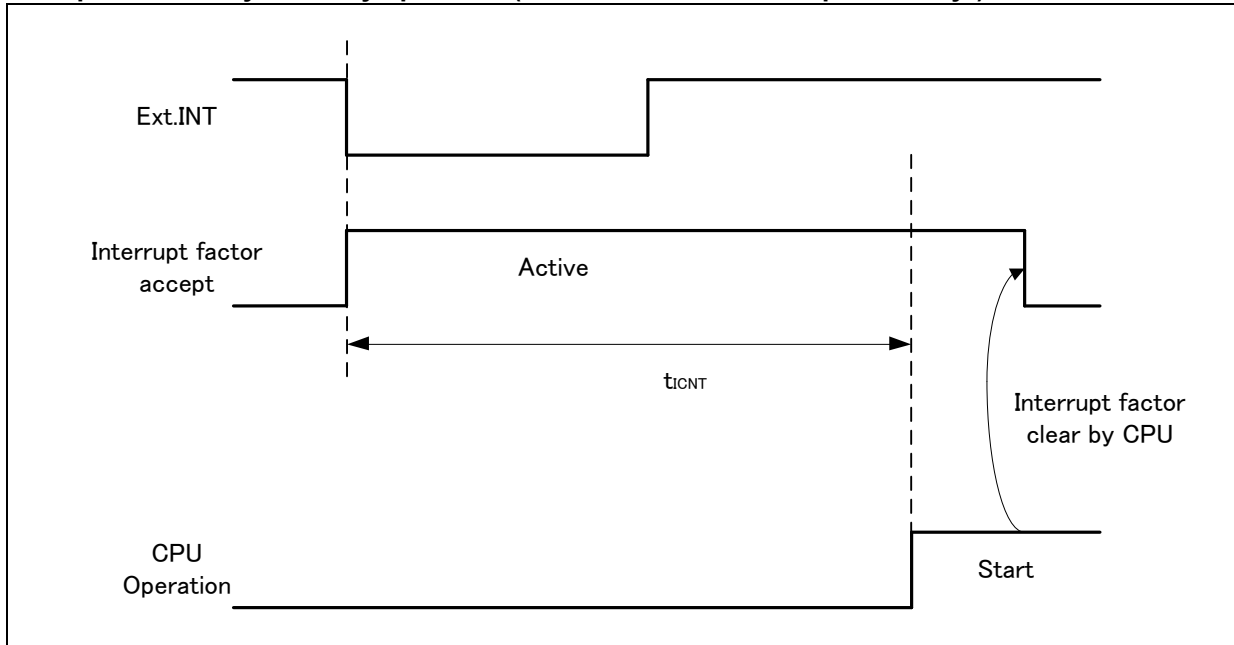 Ext.INT
Interrupt factor
accept
Active
tICNT
Interrupt factor
clear by CPU
CPU
Operation
Start